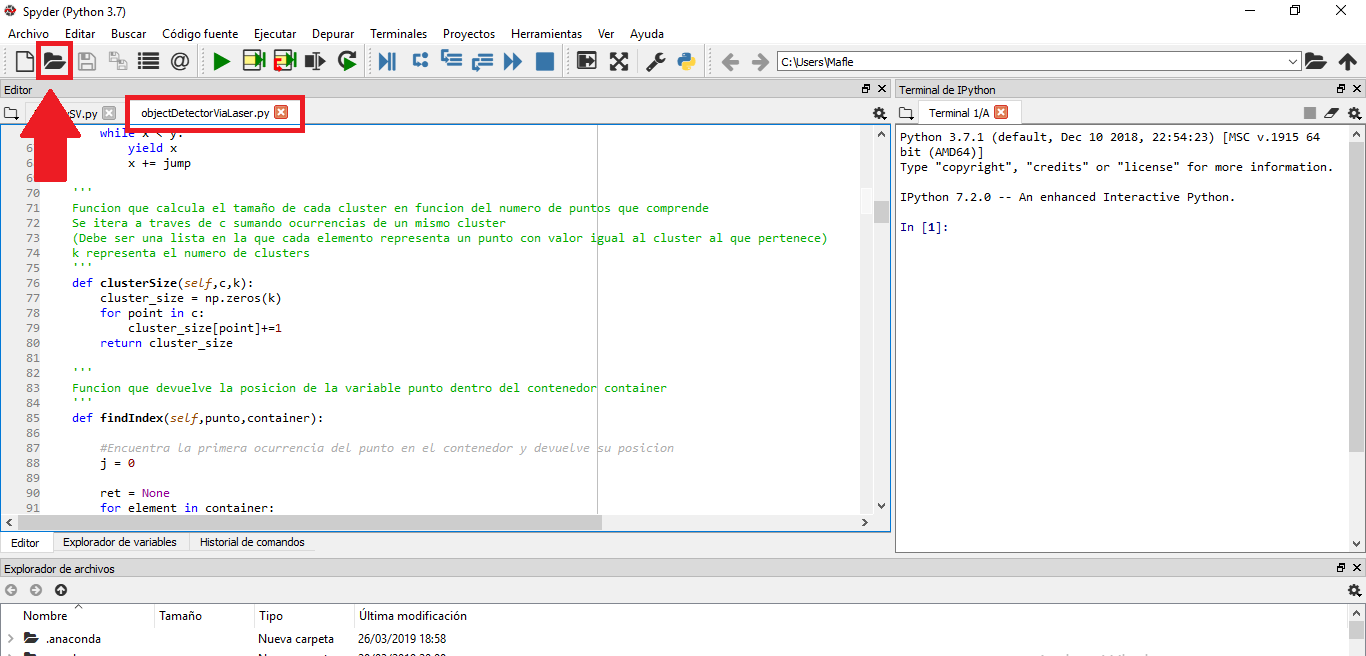 Spyder (Python 3.7)
Archivo Editar Buscar Código fuente Ejecutar Depurar Terminales Proyectos Herramientas Ver Ayuda
C:\Users\Mafle
Editor
SV.py objectDetectorViaLaser.py
while x < y:
yield x
x += jump
70 '''
71 Funcion que calcula el tamaño de cada cluster en funcion del numero de puntos que comprende
72 Se itera a traves de c sumando ocurrencias de un mismo cluster
73 (Debe ser una lista en la que cada elemento representa un punto con valor igual al cluster al que pertenece)
74 k representa el numero de clusters
75 '''
76 def clusterSize(self,c,k):
77 cluster_size = np.zeros(k)
78 for point in c:
79 cluster_size[point]+=1
80 return cluster_size
81
82 '''
83 Funcion que devuelve la posicion de la variable punto dentro del contenedor container
84 '''
85 def findIndex(self,punto,container):
86
87 #Encuentra la primera ocurrencia del punto en el contenedor y devuelve su posicion
88 j = 0
89
90 ret = None
91 for element in container:
Editor Explorador de variables Historial de comandos
Terminal de IPython
Terminal 1/A
Python 3.7.1 (default, Dec 10 2018, 22:54:23) [MSC v.1915 64
bit (AMD64)]
Type "copyright", "credits" or "license" for more information.
IPython 7.2.0 -- An enhanced Interactive Python.
In [1]:
Explorador de archivos
Nombre Tamaño Tipo Última modificación
.anaconda Nueva carpeta 26/03/2019 18:58